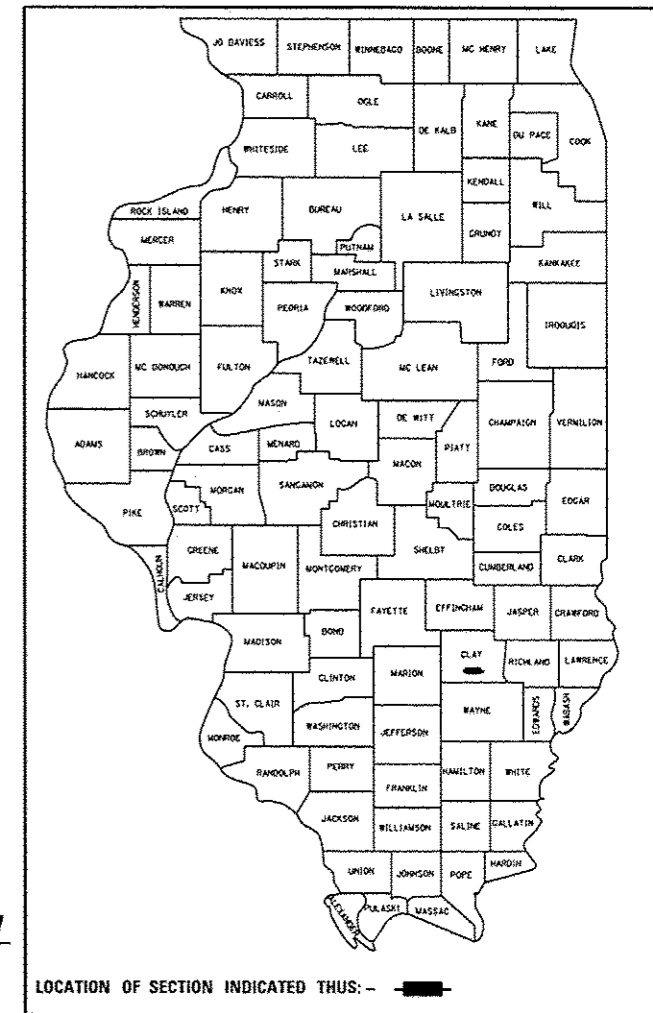 JO DAVIESS STEPHENSON WINNEBAGO BOONE MC HENRY LAKE
CARROLL OGLE DE KALB KANE DU PAGE COOK
WHITESIDE LEE KENDALL WILL
ROCK ISLAND HENRY BUREAU LA SALLE GRUNDY
MERCER PUTNAM KANKAKEE
STARK MARSHALL
HENDERSON WARREN KNOX PEORIA WOODFORD LIVINGSTON IROQUOIS
HANCOCK MC DONOUGH FULTON TAZEWELL MC LEAN FORD
SCHUYLER MASON LOGAN DE WITT CHAMPAIGN VERMILION
ADAMS BROWN CASS MENARD MACON PIATT
PIKE SCOTT MORGAN SANGAMON CHRISTIAN MOULTRIE DOUGLAS EDGAR
COLES
CALHOUN GREENE MACOUPIN MONTGOMERY SHELBY CUMBERLAND CLARK
JERSEY FAYETTE EFFINGHAM JASPER CRAWFORD
MADISON BOND CLAY RICHLAND LAWRENCE
CLINTON MARION
ST. CLAIR WAYNE EDWARDS WABASH
MONROE WASHINGTON JEFFERSON
RANDOLPH PERRY HAMILTON WHITE
FRANKLIN
JACKSON WILLIAMSON SALINE GALLATIN
UNION JOHNSON POPE HARDIN
ALEXANDER PULASKI MASSAC
LOCATION OF SECTION INDICATED THUS: -